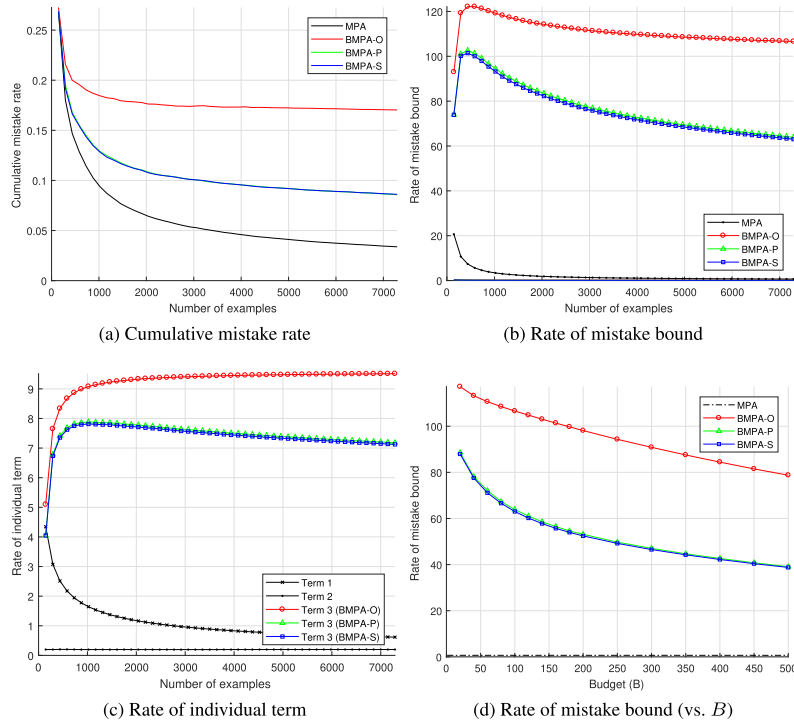 MPA
BMPA-O
BMPA-P
BMPA-S
0.25
0.2
0.15
0.1
0.05
0
0 1000 2000 3000 4000 5000 6000 7000
Cumulative mistake rate
Number of examples
(a) Cumulative mistake rate
120
100
80
60
40
20
0
0 1000 2000 3000 4000 5000 6000 7000
Rate of mistake bound
Number of examples
MPA
BMPA-O
BMPA-P
BMPA-S
(b) Rate of mistake bound
9
8
7
6
5
4
3
2
1
0
0 1000 2000 3000 4000 5000 6000 7000
Rate of individual term
Number of examples
Term 1
Term 2
Term 3 (BMPA-O)
Term 3 (BMPA-P)
Term 3 (BMPA-S)
(c) Rate of individual term
100
80
60
40
20
0
0 50 100 150 200 250 300 350 400 450 500
Rate of mistake bound
Budget (B)
MPA
BMPA-O
BMPA-P
BMPA-S
(d) Rate of mistake bound (vs. B)